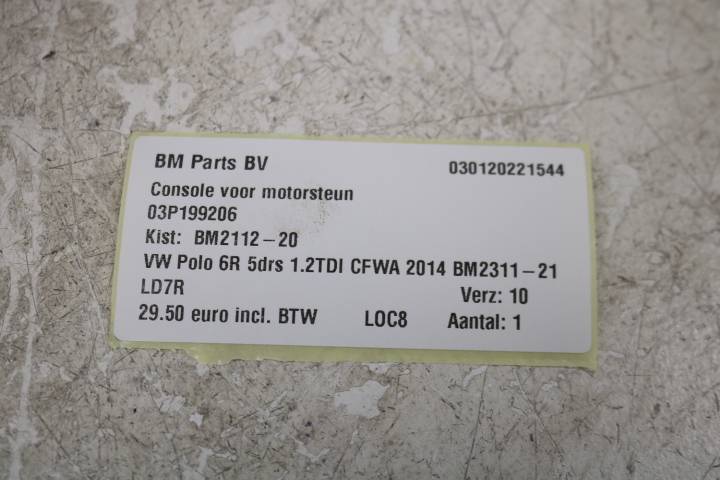 BM Parts BV 030120221544
Console voor motorsteun
03P199206
Kist: BM2112-20
VW Polo 6R 5drs 1.2TDI CFWA 2014 BM2311-21
LD7R Verz: 10
29.50 euro incl. BTW LOC8 Aantal: 1